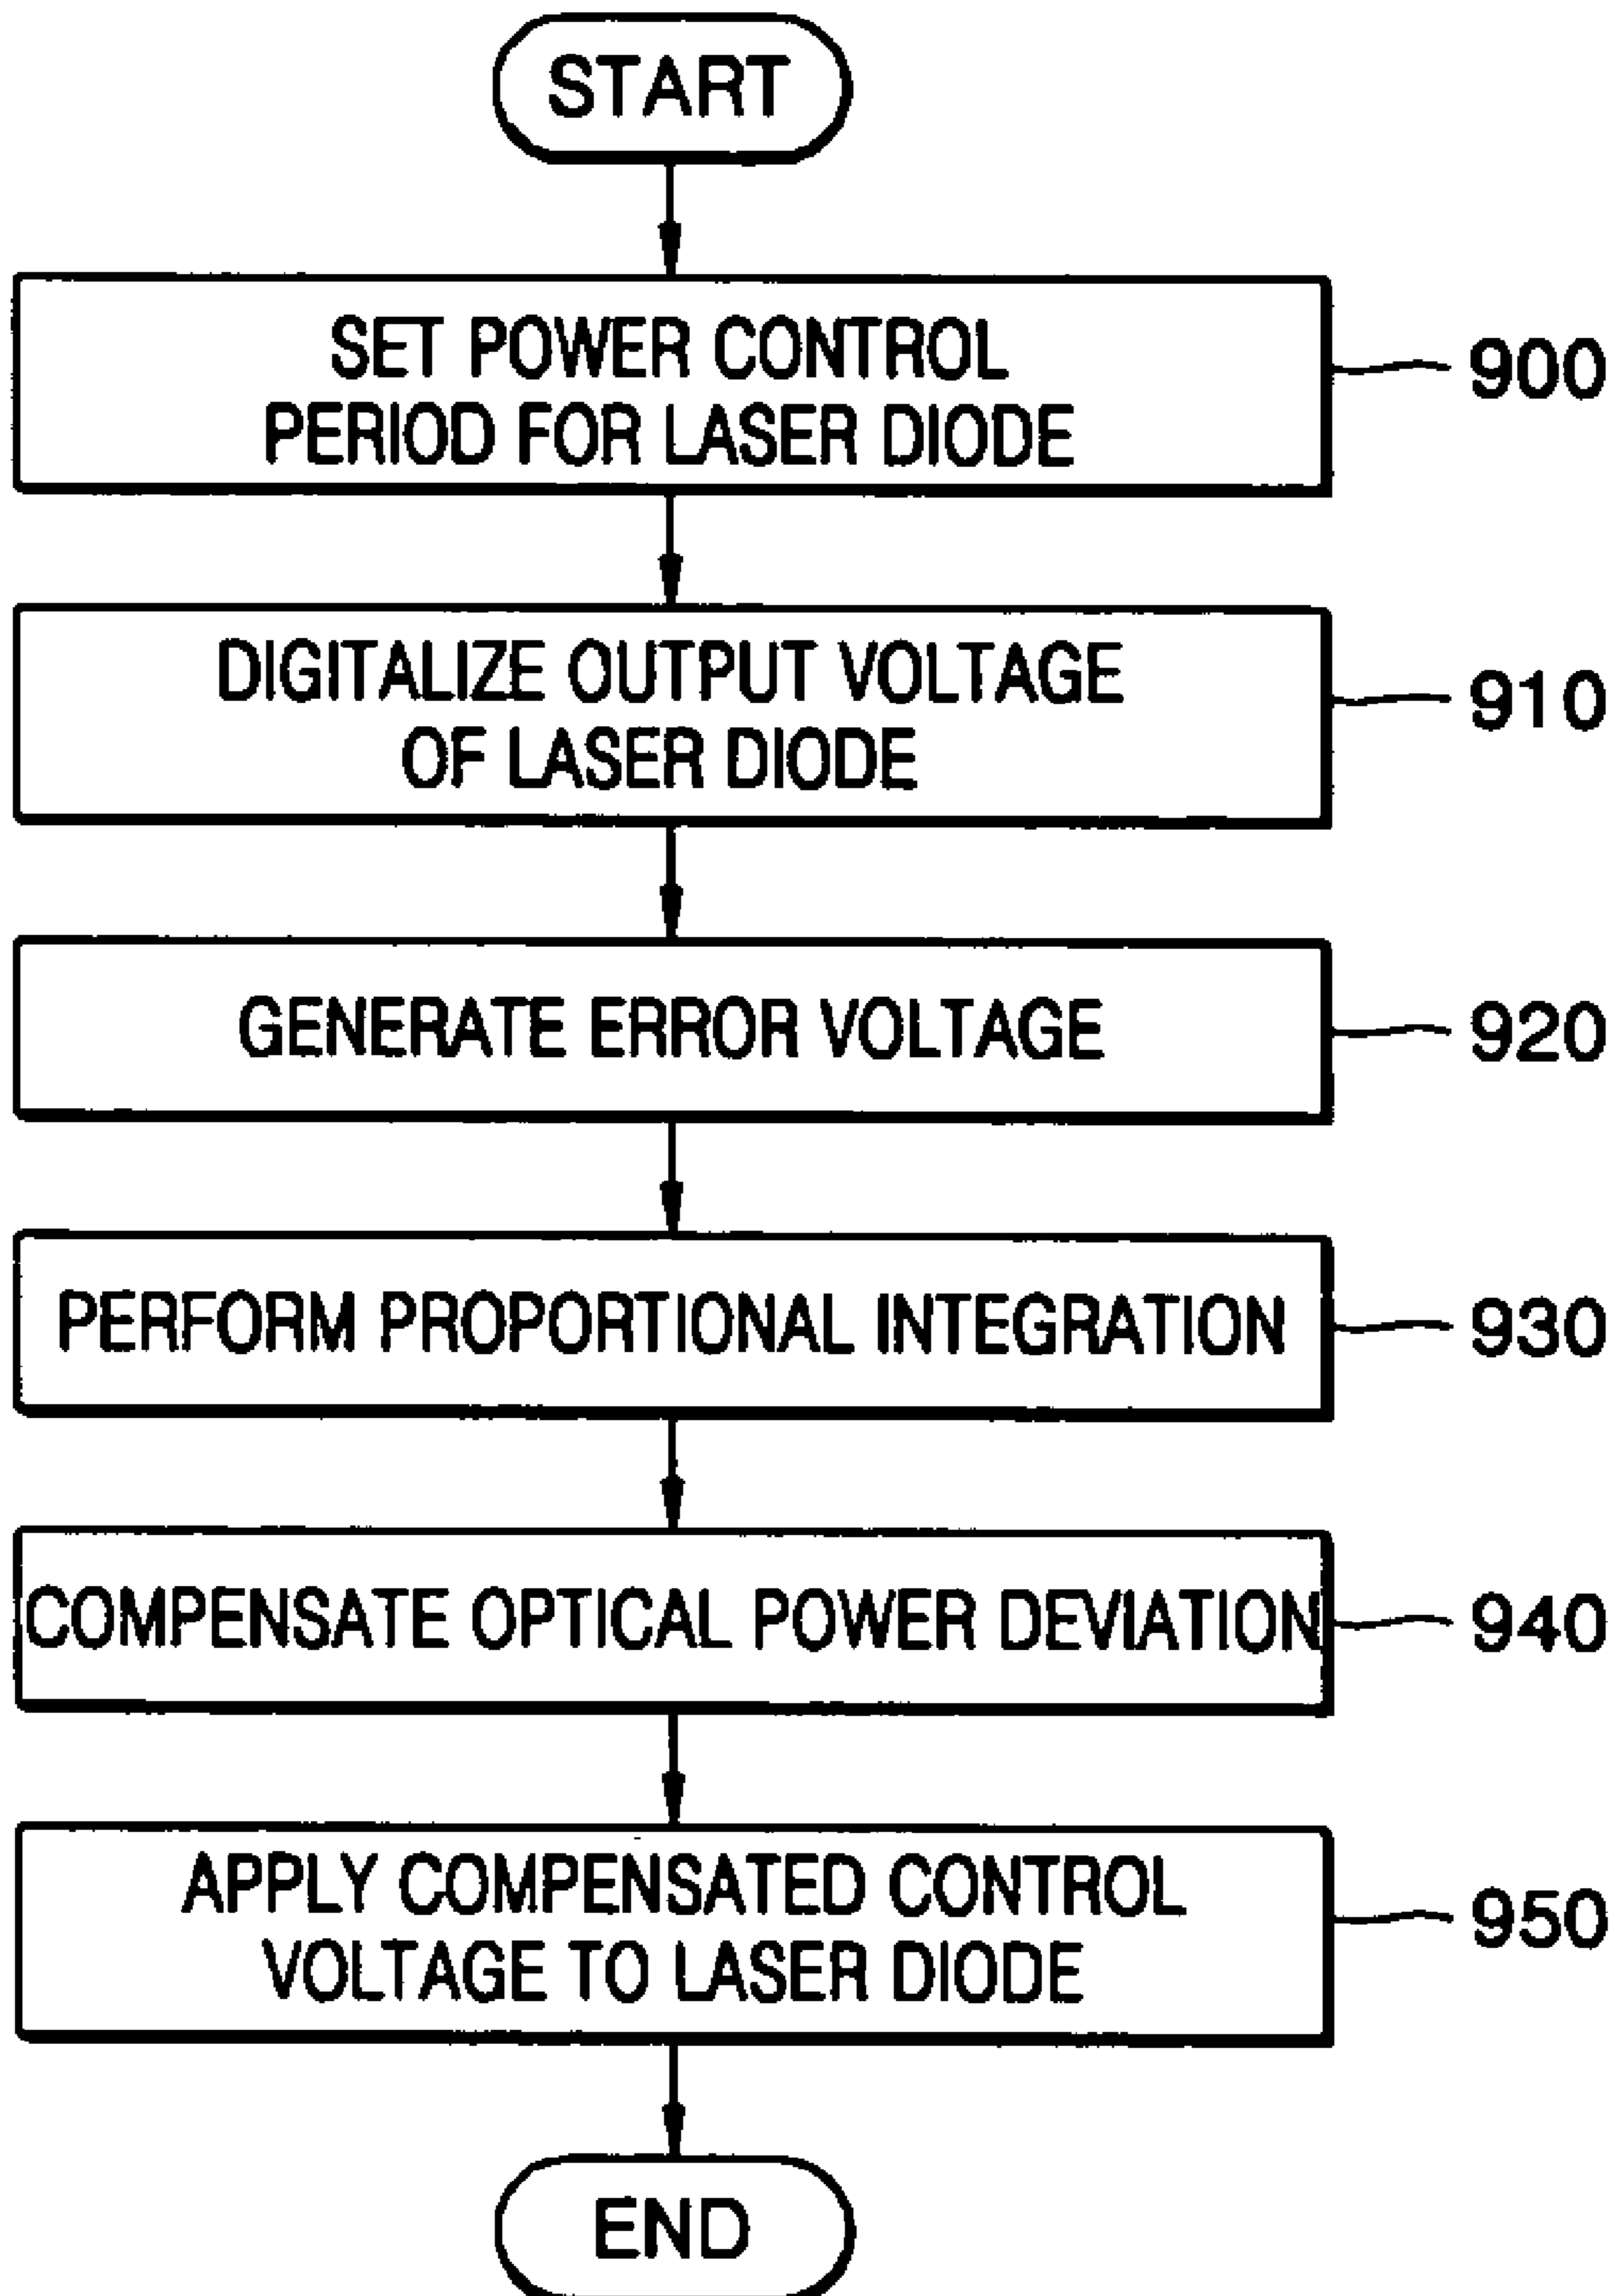 START
SET POWER CONTROL
PERIOD FOR LASER DIODE
900
DIGITALIZE OUTPUT VOLTAGE
OF LASER DIODE
910
GENERATE ERROR VOLTAGE
920
PERFORM PROPORTIONAL INTEGRATION
930
COMPENSATE OPTICAL POWER DEVIATION
940
APPLY COMPENSATED CONTROL
VOLTAGE TO LASER DIODE
950
END